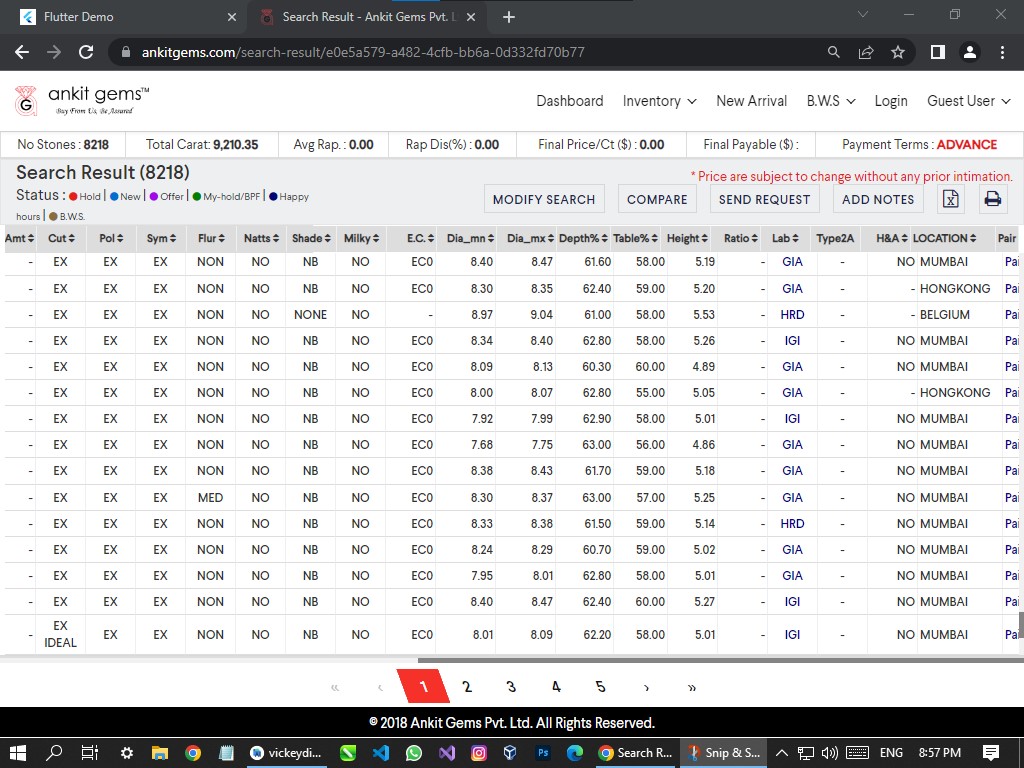 Flutter Demo
Search Result - Ankit Gems Pvt. L
ankitgems.com/search-result/e0e5a579-a482-4cfb-bb6a-0d332fd70b77
G ankit gems™
Buy From Us, Be Assured
Dashboard Inventory New Arrival B.W.S Login Guest User
No Stones : 8218 Total Carat: 9,210.35 Avg Rap. : 0.00 Rap Dis(%) : 0.00 Final Price/Ct ($) : 0.00 Final Payable ($) : Payment Terms : ADVANCE
Search Result (8218)
* Price are subject to change without any prior intimation.
Status : Hold | New | Offer | My-hold/BPF | Happy
hours | B.W.S.
MODIFY SEARCH COMPARE SEND REQUEST ADD NOTES
Amt Cut Pol Sym Flur Natts Shade Milky E.C. Dia_mn Dia_mx Depth% Table% Height Ratio Lab Type2A H&A LOCATION Pair
- EX EX EX NON NO NB NO EC0 8.40 8.47 61.60 58.00 5.19 - GIA - NO MUMBAI Pai
- EX EX EX NON NO NB NO EC0 8.30 8.35 62.40 59.00 5.20 - GIA - - HONGKONG Pai
- EX EX EX NON NO NONE NO - 8.97 9.04 61.00 58.00 5.53 - HRD - - BELGIUM Pai
- EX EX EX NON NO NB NO EC0 8.34 8.40 62.80 58.00 5.26 - IGI - NO MUMBAI Pai
- EX EX EX NON NO NB NO EC0 8.09 8.13 60.30 60.00 4.89 - GIA - NO MUMBAI Pai
- EX EX EX NON NO NB NO EC0 8.00 8.07 62.80 55.00 5.05 - GIA - - HONGKONG Pai
- EX EX EX NON NO NB NO EC0 7.92 7.99 62.90 58.00 5.01 - IGI - NO MUMBAI Pai
- EX EX EX NON NO NB NO EC0 7.68 7.75 63.00 56.00 4.86 - GIA - NO MUMBAI Pai
- EX EX EX NON NO NB NO EC0 8.38 8.43 61.70 59.00 5.18 - GIA - NO MUMBAI Pai
- EX EX EX MED NO NB NO EC0 8.30 8.37 63.00 57.00 5.25 - GIA - NO MUMBAI Pai
- EX EX EX NON NO NB NO EC0 8.33 8.38 61.50 59.00 5.14 - HRD - NO MUMBAI Pai
- EX EX EX NON NO NB NO EC0 8.24 8.29 60.70 59.00 5.02 - GIA - NO MUMBAI Pai
- EX EX EX NON NO NB NO EC0 7.95 8.01 62.80 58.00 5.01 - GIA - NO MUMBAI Pai
- EX EX EX NON NO NB NO EC0 8.40 8.47 62.40 60.00 5.27 - IGI - NO MUMBAI Pai
- EX IDEAL EX EX NON NO NB NO EC0 8.01 8.09 62.20 58.00 5.01 - IGI - NO MUMBAI Pai
« ‹ 1 2 3 4 5 › »
© 2018 Ankit Gems Pvt. Ltd. All Rights Reserved.
vickeydi... Ps Search R... Snip & S... ENG 8:57 PM